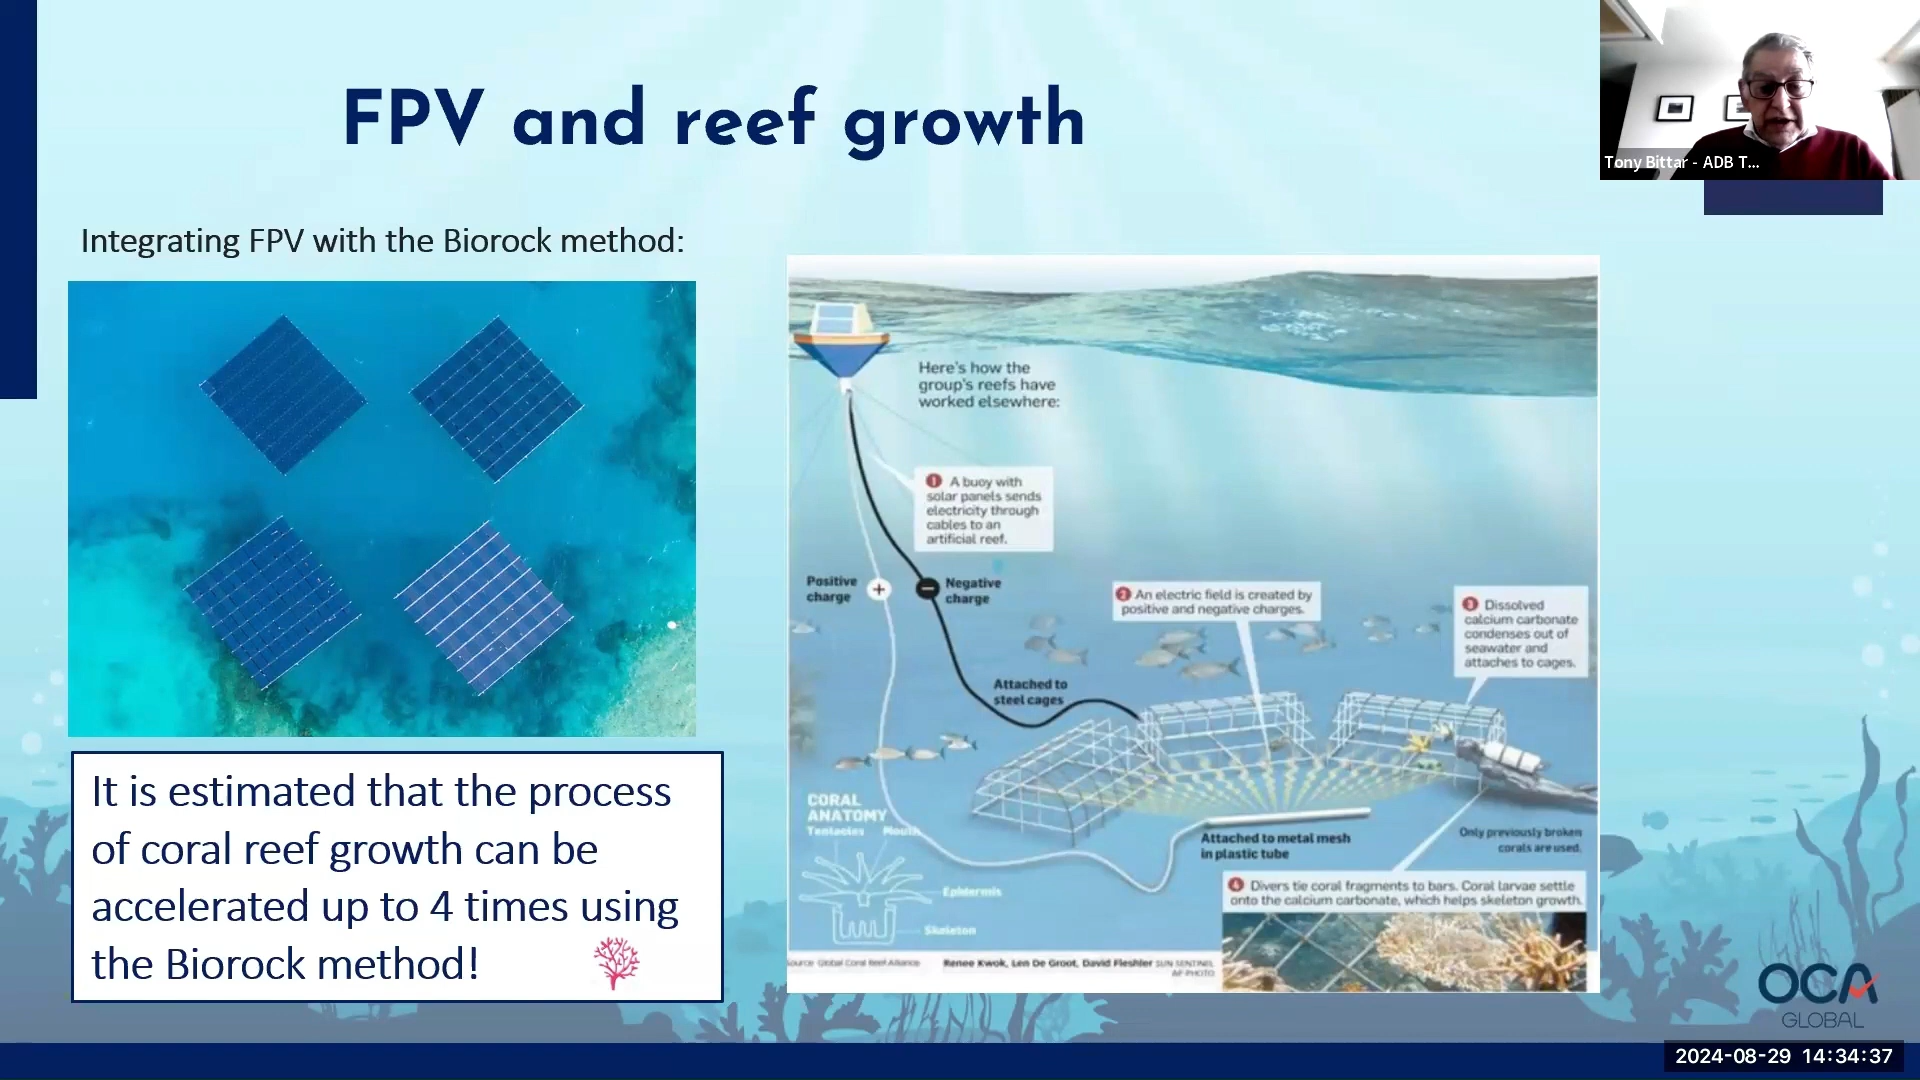 FPV and reef growth
Tony Bittar - ADB T...
Integrating FPV with the Biorock method:
Here's how the
group's reefs have
worked elsewhere:
1 A buoy with
solar panels sends
electricity through
cables to an
artificial reef.
Positive
charge
+
−
Negative
charge
2 An electric field is created by
positive and negative charges.
3 Dissolved
calcium carbonate
condenses out of
seawater and
attaches to cages.
Attached to
steel cages
CORAL
ANATOMY
Tentacles Mouth
Epidermis
Skeleton
Attached to metal mesh
in plastic tube
Only previously broken
corals are used.
4 Divers tie coral fragments to bars. Coral larvae settle
onto the calcium carbonate, which helps skeleton growth.
Source: Global Coral Reef Alliance
Renee Kwok, Len De Groot, David Fleshler SUN SENTINEL
AP PHOTO
It is estimated that the process
of coral reef growth can be
accelerated up to 4 times using
the Biorock method!
OCA
GLOBAL
2024-08-29 14:34:37